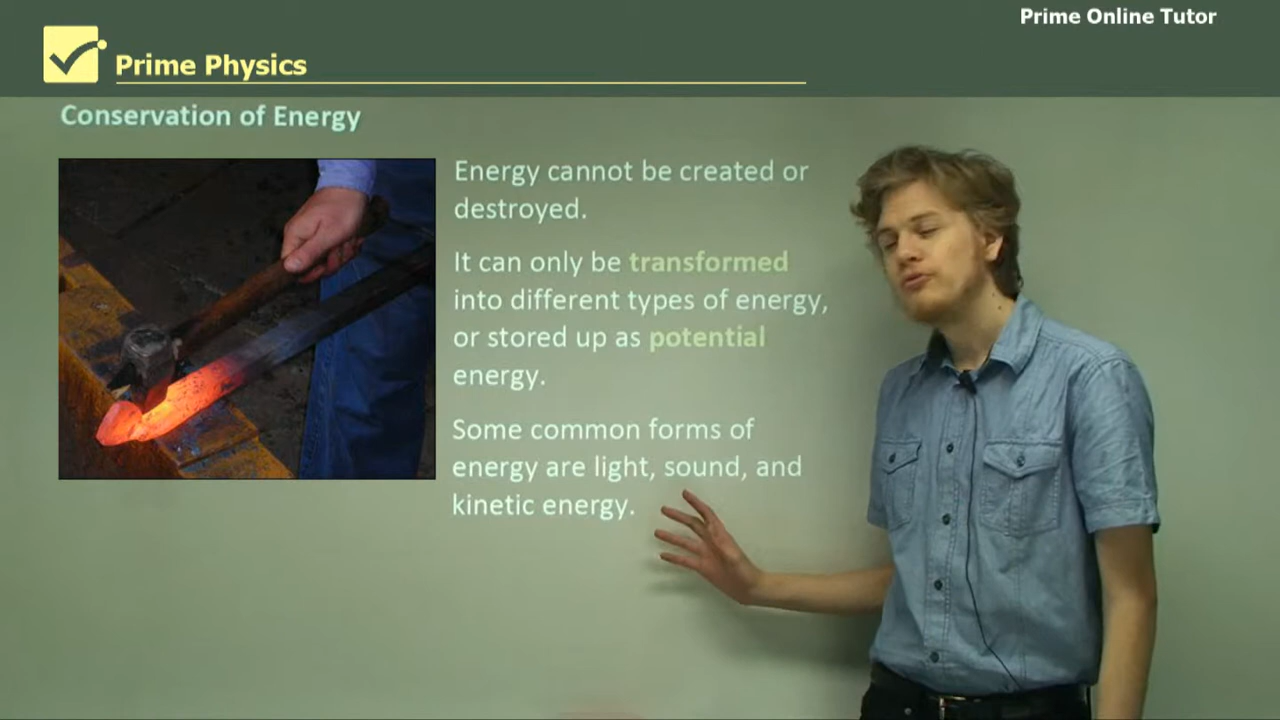 Prime Online Tutor
Prime Physics
Conservation of Energy
Energy cannot be created or
destroyed.
It can only be transformed
into different types of energy,
or stored up as potential
energy.
Some common forms of
energy are light, sound, and
kinetic energy.